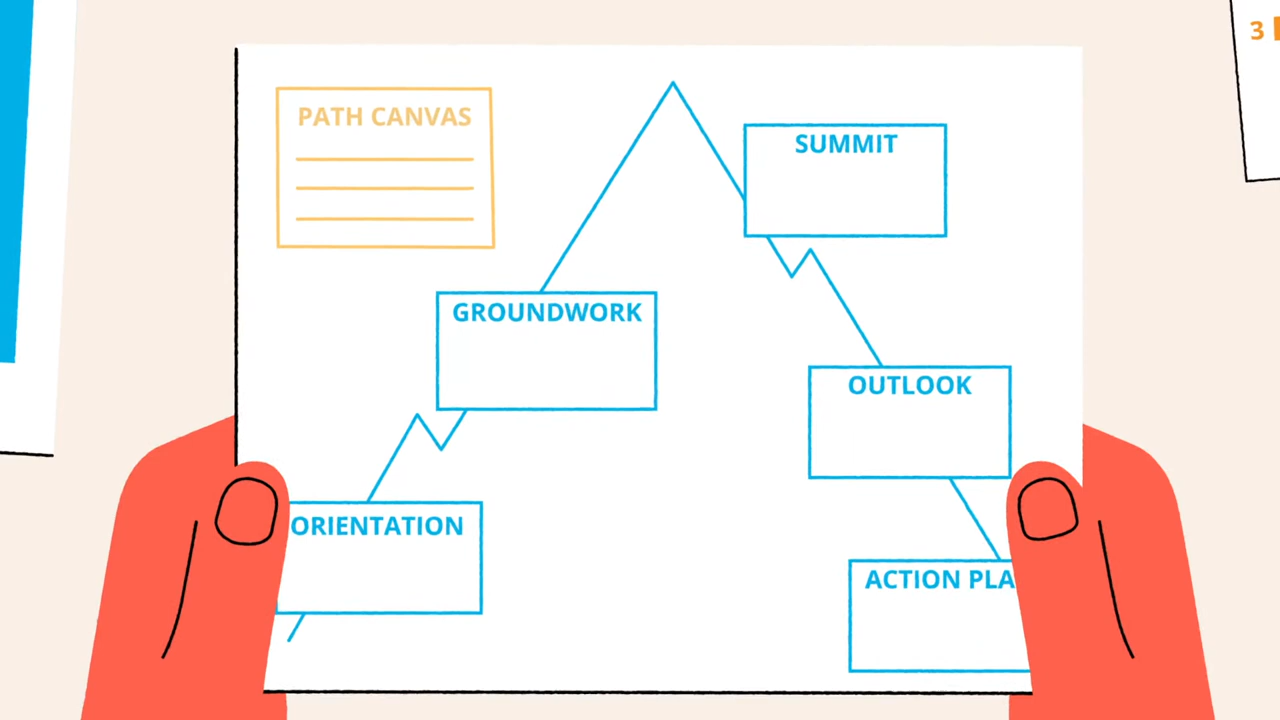 3
PATH CANVAS
SUMMIT
GROUNDWORK
OUTLOOK
ORIENTATION
ACTION PLA